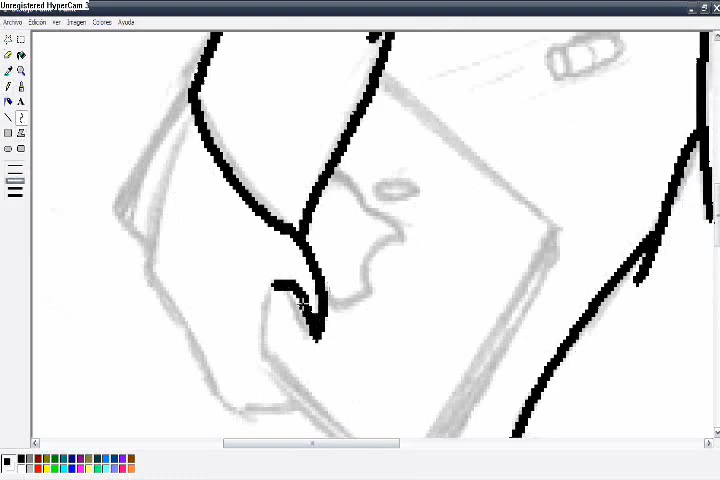 Unregistered HyperCam 3
Archivo Edición Ver Imagen Colores Ayuda
A